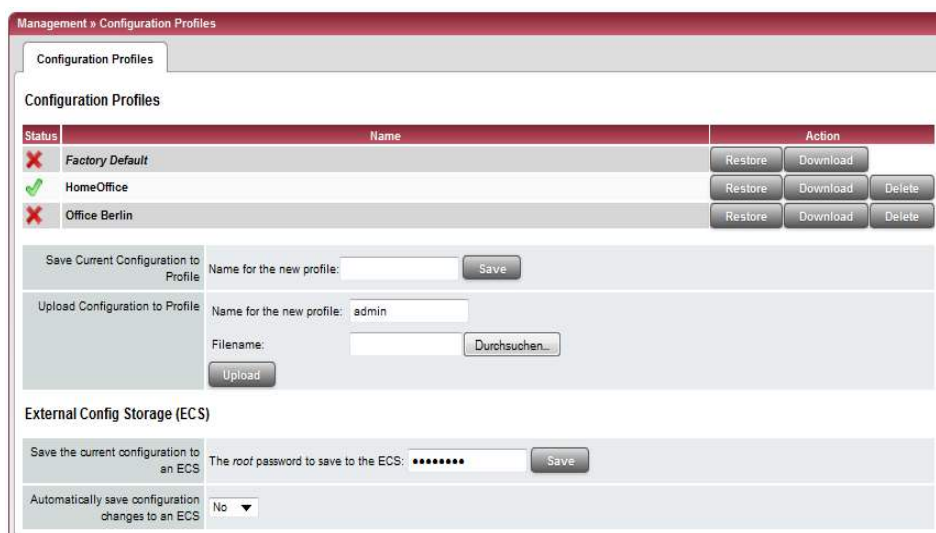 Management » Configuration Profiles
Configuration Profiles
Configuration Profiles
Status Name Action
Factory Default Restore Download
HomeOffice Restore Download Delete
Office Berlin Restore Download Delete
Save Current Configuration to
Profile
Name for the new profile: Save
Upload Configuration to Profile
Name for the new profile: admin
Filename: Durchsuchen...
Upload
External Config Storage (ECS)
Save the current configuration to
an ECS
The root password to save to the ECS: •••••••• Save
Automatically save configuration
changes to an ECS
No